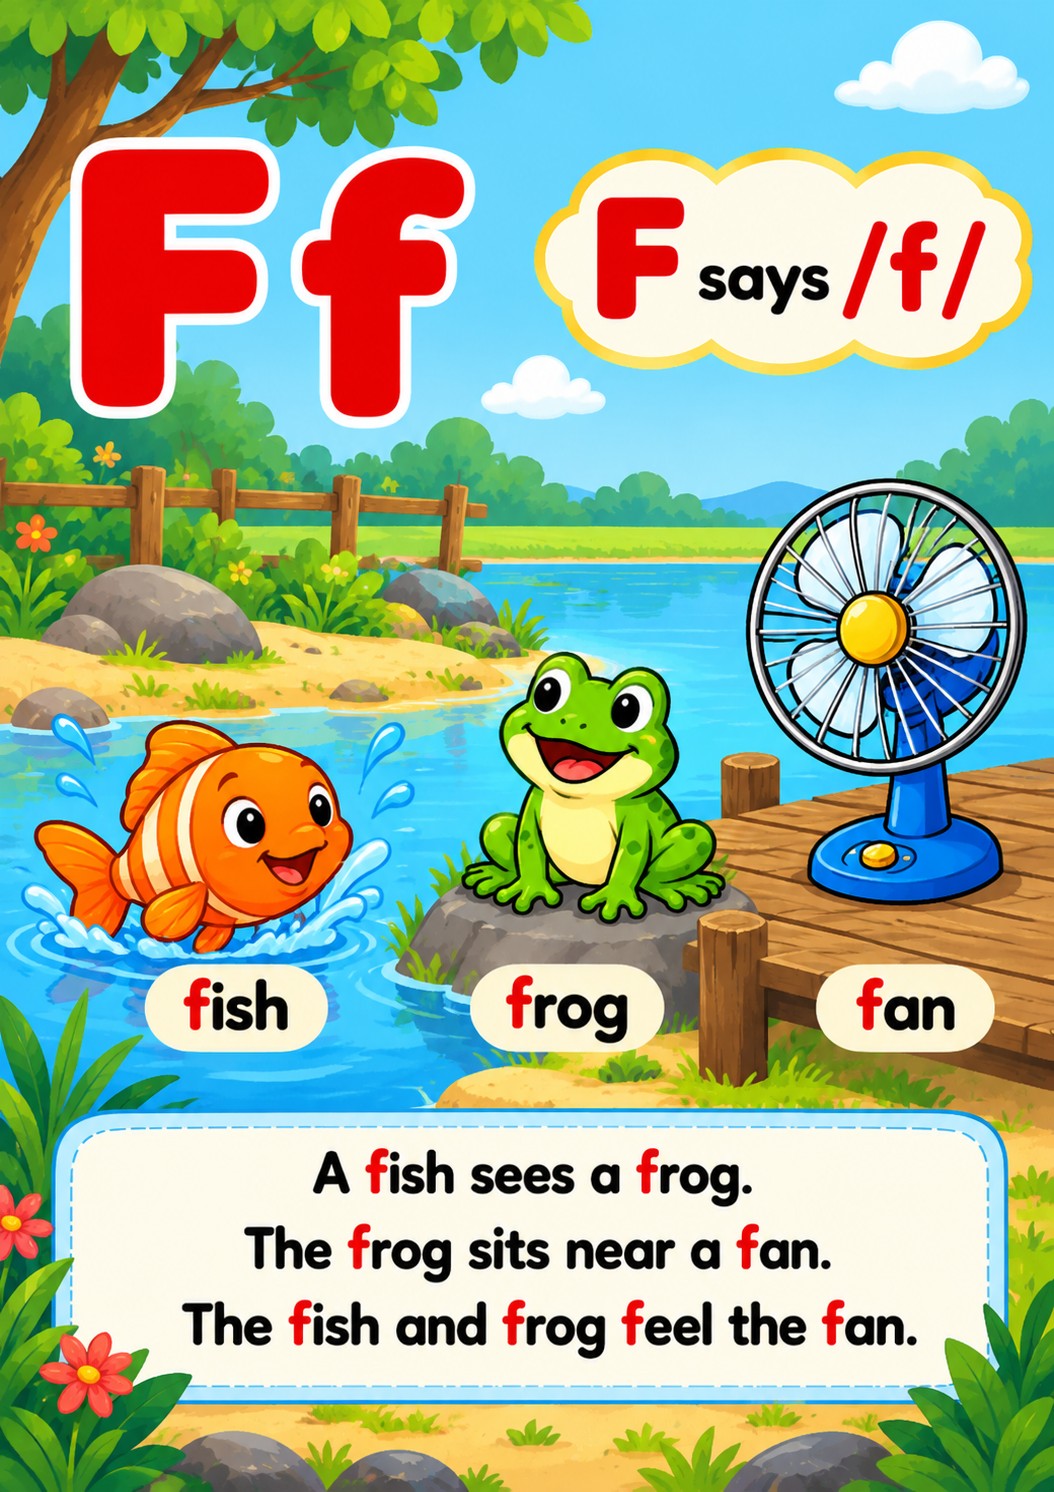 Ff
F says /f/
fish
frog
fan
A fish sees a frog.
The frog sits near a fan.
The fish and frog feel the fan.